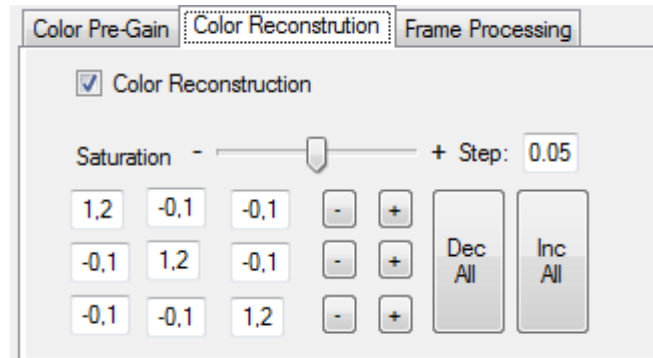 Color Pre-Gain Color Reconstrution Frame Processing
Color Reconstruction
Saturation - + Step: 0.05
1,2 -0,1 -0,1 - +
-0,1 1,2 -0,1 - +
-0,1 -0,1 1,2 - +
Dec All
Inc All